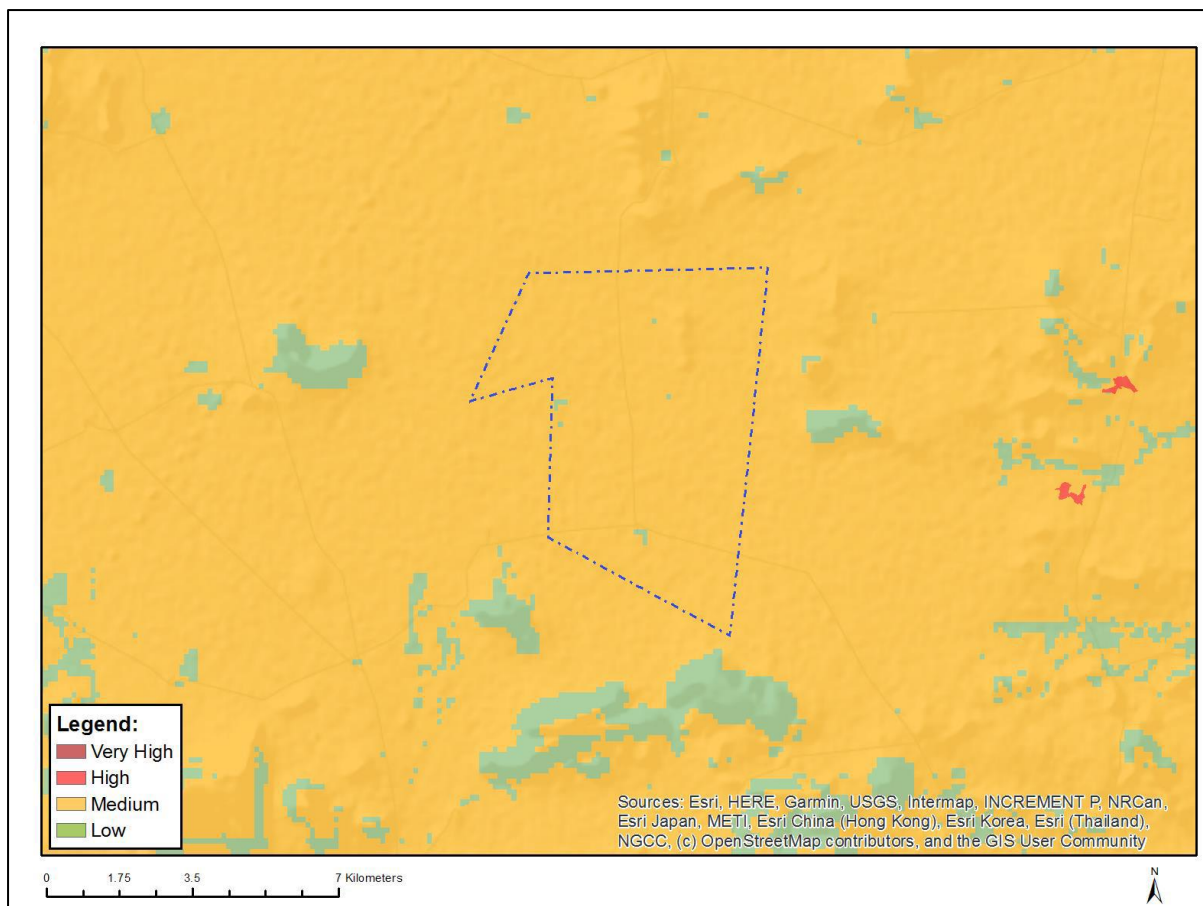 Legend:
Very High
High
Medium
Low
Sources: Esri, HERE, Garmin, USGS, Intermap, INCREMENT P, NRCan,
Esri Japan, METI, Esri China (Hong Kong), Esri Korea, Esri (Thailand),
NGCC, (c) OpenStreetMap contributors, and the GIS User Community
0 1.75 3.5 7 Kilometers
N